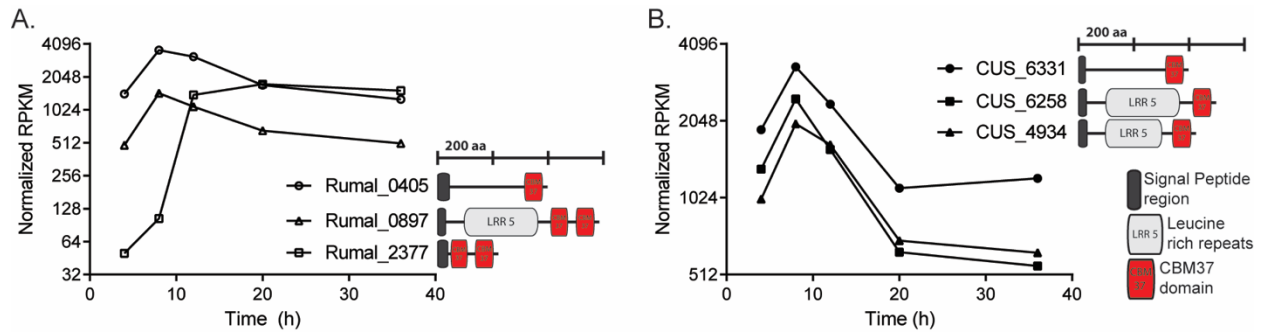 A.
Normalized RPKM
4096
2048
1024
512
256
128
64
32
0
10
20
30
40
Time (h)
200 aa
Rumal_0405
Rumal_0897
LRR 5
Rumal_2377
B.
Normalized RPKM
4096
2048
1024
512
0
10
20
30
40
Time (h)
200 aa
CUS_6331
CUS_6258
LRR 5
CUS_4934
LRR 5
Signal Peptide
region
LRR 5
Leucine
rich repeats
CBM
37
CBM37
domain